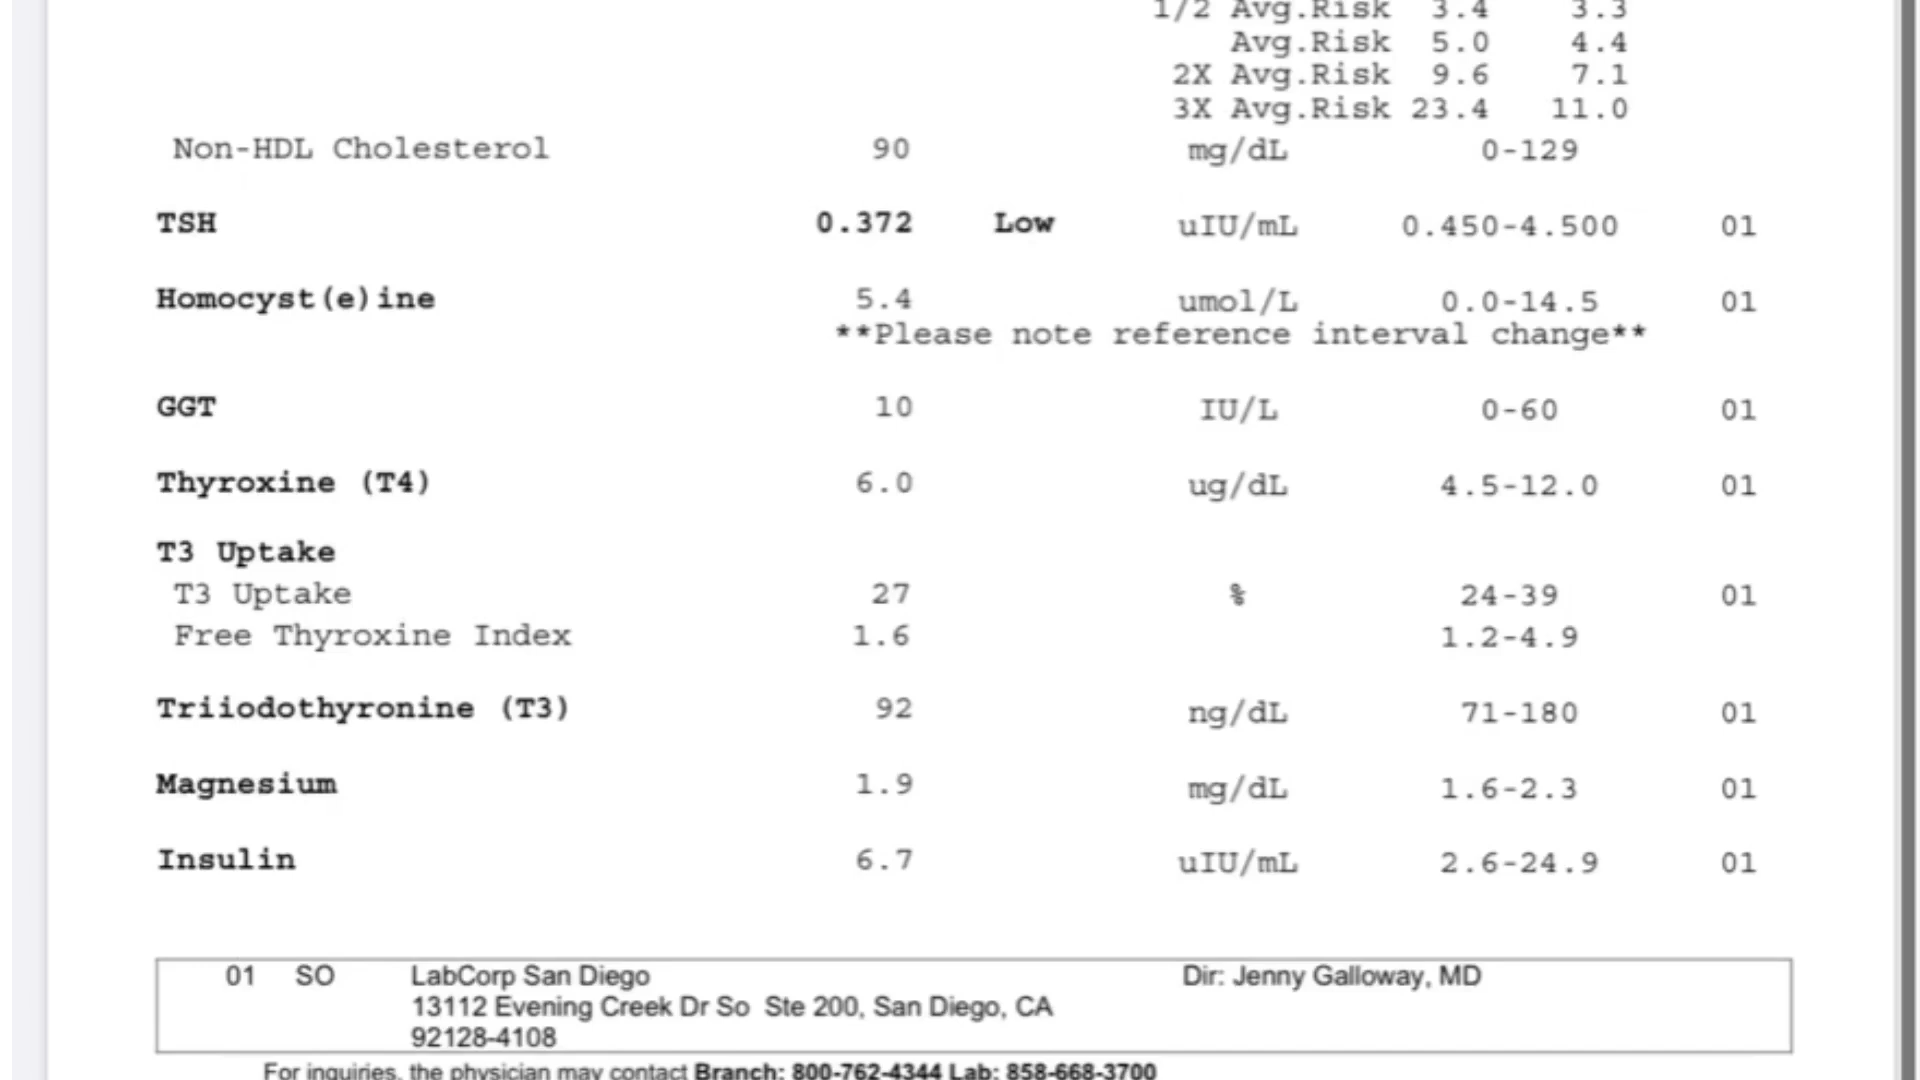 1/2 Avg.Risk 3.4 3.3
Avg.Risk 5.0 4.4
2X Avg.Risk 9.6 7.1
3X Avg.Risk 23.4 11.0
Non-HDL Cholesterol 90 mg/dL 0-129
TSH 0.372 Low uIU/mL 0.450-4.500 01
Homocyst(e)ine 5.4 umol/L 0.0-14.5 01
**Please note reference interval change**
GGT 10 IU/L 0-60 01
Thyroxine (T4) 6.0 ug/dL 4.5-12.0 01
T3 Uptake
T3 Uptake 27 % 24-39 01
Free Thyroxine Index 1.6 1.2-4.9
Triiodothyronine (T3) 92 ng/dL 71-180 01
Magnesium 1.9 mg/dL 1.6-2.3 01
Insulin 6.7 uIU/mL 2.6-24.9 01
01 SO LabCorp San Diego Dir: Jenny Galloway, MD
13112 Evening Creek Dr So Ste 200, San Diego, CA
92128-4108
For inquiries, the physician may contact Branch: 800-762-4344 Lab: 858-668-3700